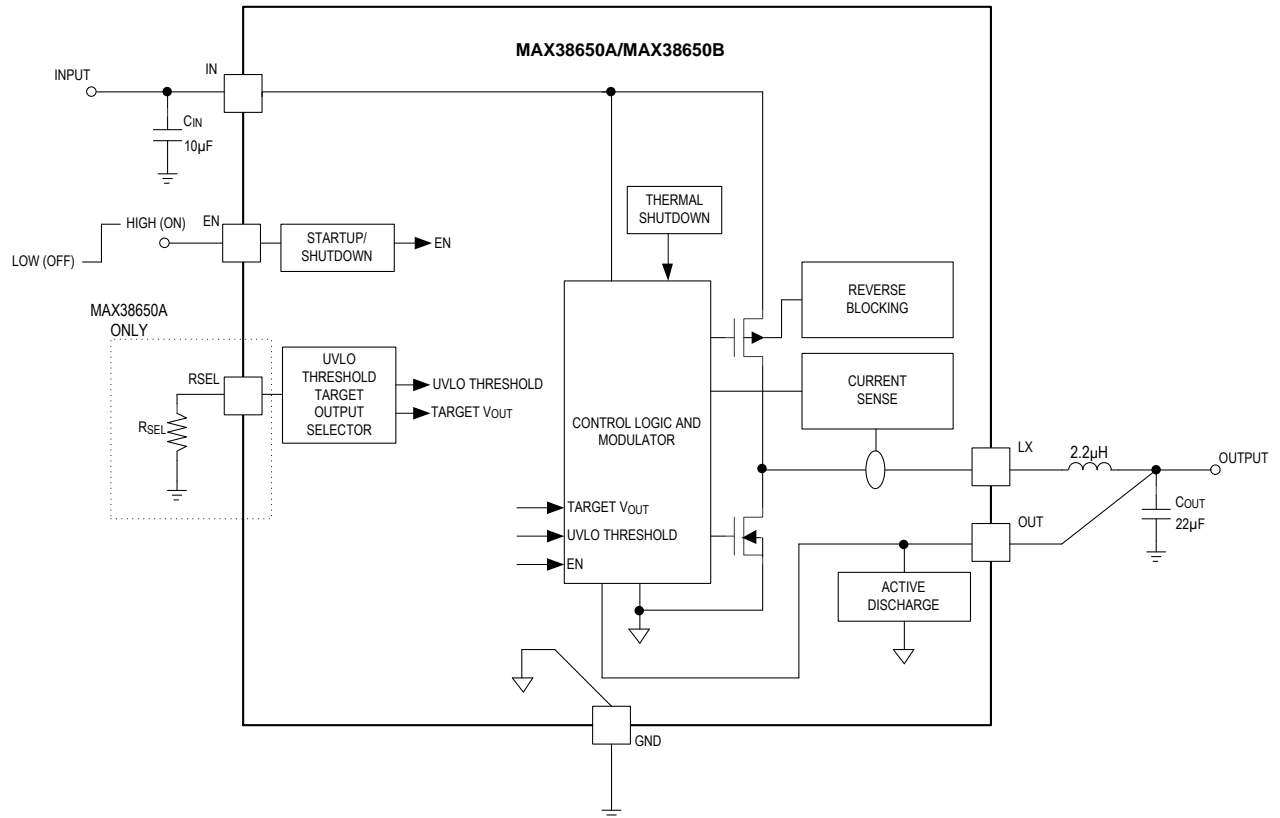 MAX38650A/MAX38650B
INPUT
IN
CIN
10µF
THERMAL
SHUTDOWN
HIGH (ON)
LOW (OFF)
EN
STARTUP/
SHUTDOWN
EN
REVERSE
BLOCKING
MAX38650A
ONLY
RSEL
RSEL
UVLO
THRESHOLD
TARGET
OUTPUT
SELECTOR
UVLO THRESHOLD
TARGET VOUT
CONTROL LOGIC AND
MODULATOR
CURRENT
SENSE
LX
2.2µH
OUTPUT
COUT
22µF
OUT
TARGET VOUT
UVLO THRESHOLD
EN
ACTIVE
DISCHARGE
GND